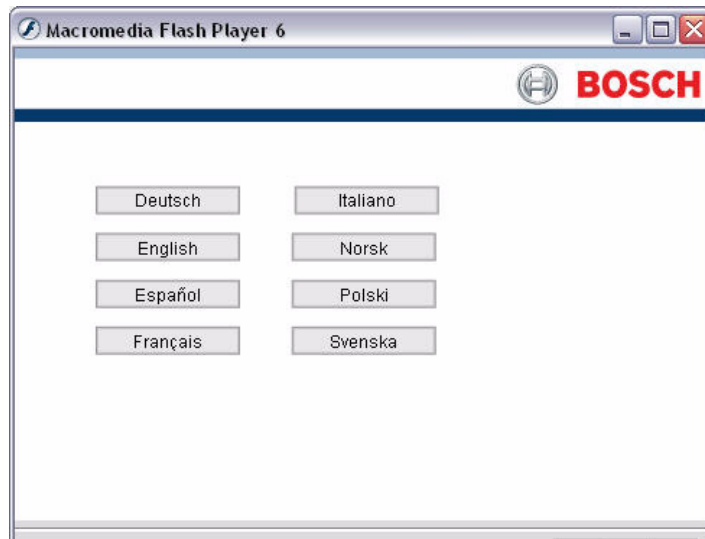 Macromedia Flash Player 6
BOSCH
Deutsch Italiano
English Norsk
Español Polski
Français Svenska